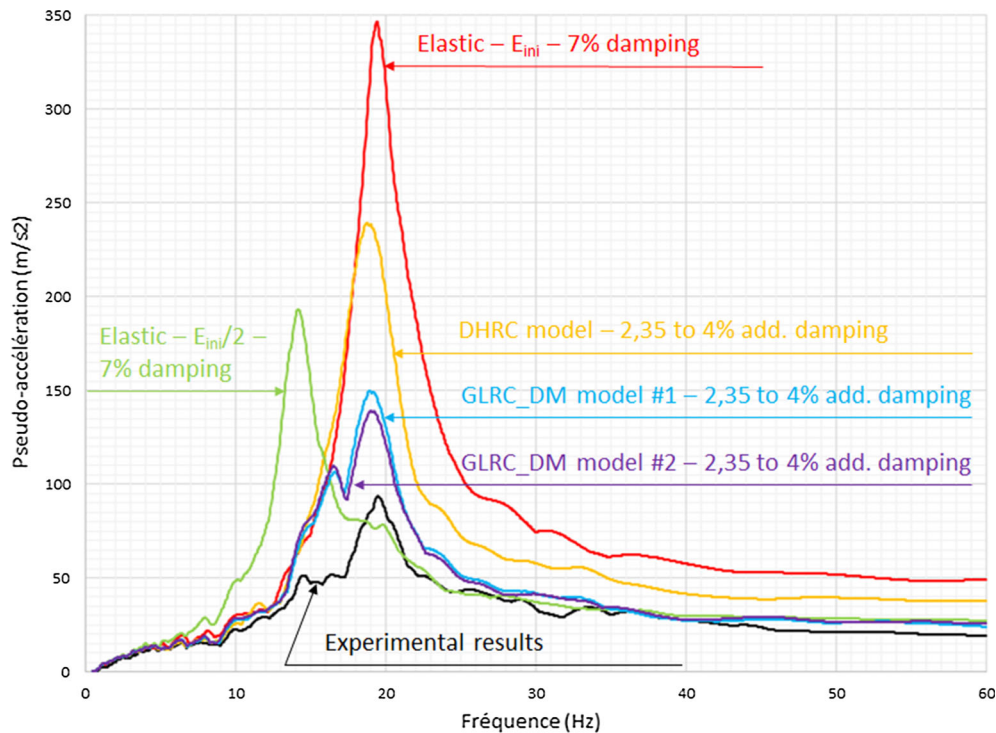 350
300
250
200
150
100
50
0
Pseudo-accélération (m/s2)
Elastic – Eini – 7% damping
Elastic – Eini/2 –
7% damping
DHRC model – 2,35 to 4% add. damping
GLRC_DM model #1 – 2,35 to 4% add. damping
GLRC_DM model #2 – 2,35 to 4% add. damping
Experimental results
0 10 20 30 40 50 60
Fréquence (Hz)